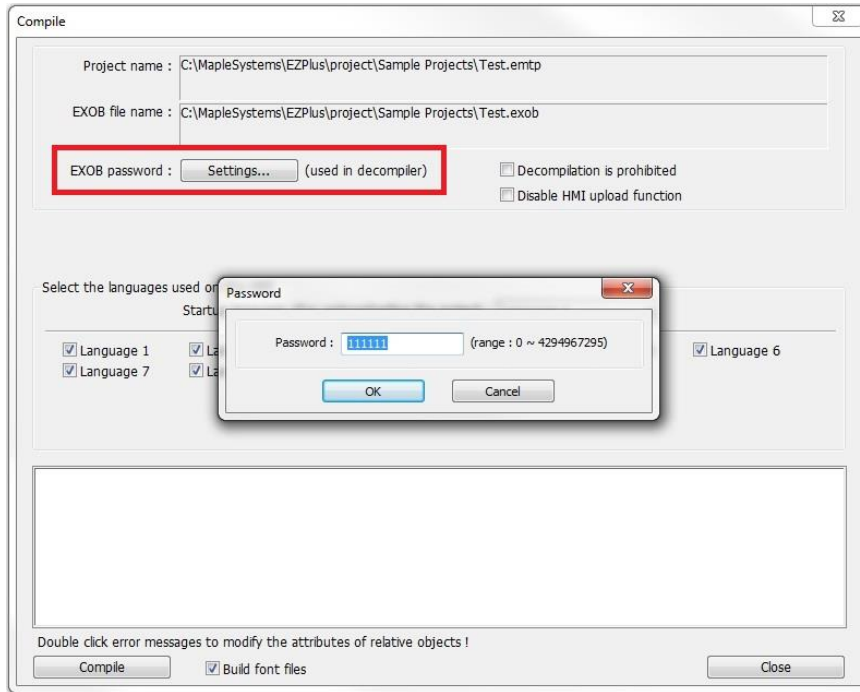 Compile
Project name : C:\MapleSystems\EZPlus\project\Sample Projects\Test.emtp
EXOB file name : C:\MapleSystems\EZPlus\project\Sample Projects\Test.exob
EXOB password : Settings... (used in decompiler) Decompilation is prohibited
Disable HMI upload function
Select the languages used
Password
Password : 111111 (range : 0 ~ 4294967295)
OK Cancel
Language 1 Language 6
Language 7
Double click error messages to modify the attributes of relative objects !
Compile Build font files Close